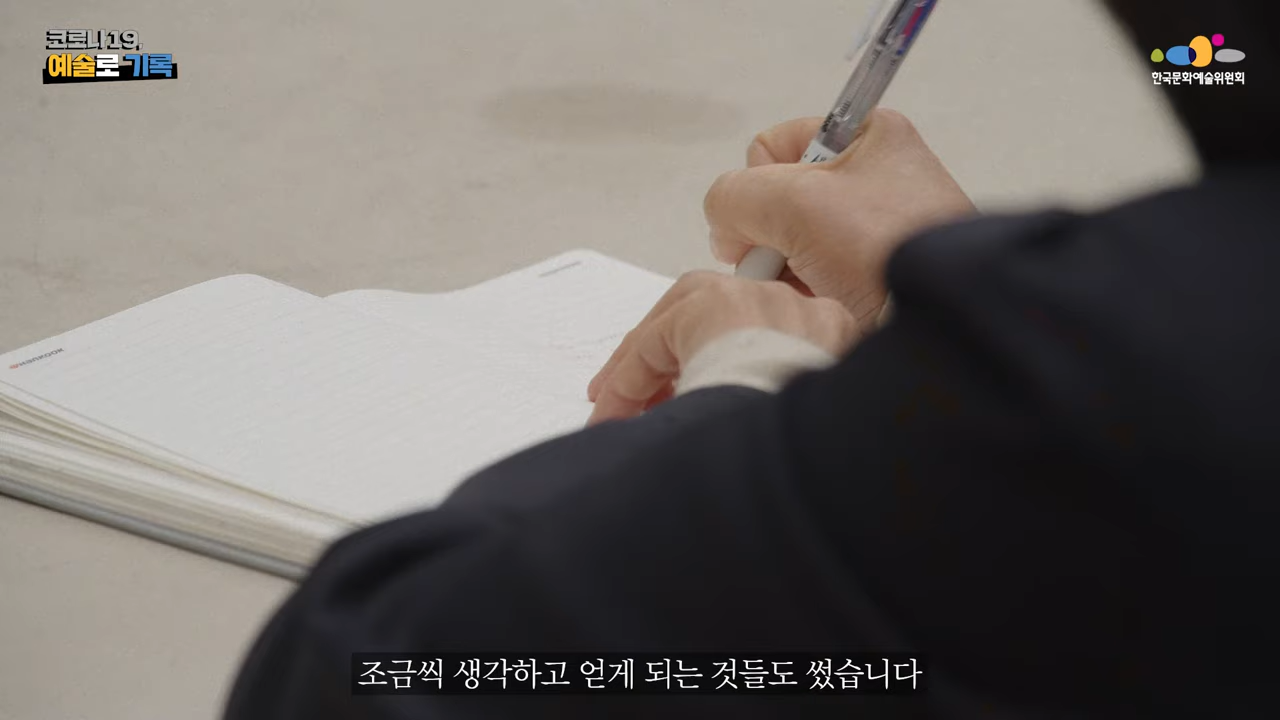 코로나19,
예술로 기록
한국문화예술위원회
조금씩 생각하고 얻게 되는 것들도 썼습니다